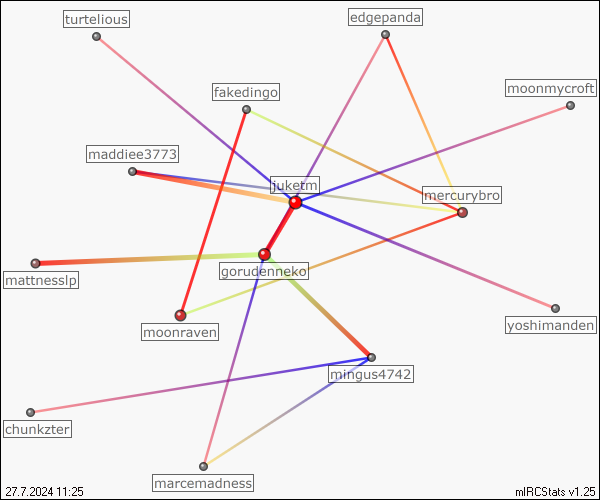 turtelious
edgepanda
fakedingo
moonmycroft
maddiee3773
juketm
mercurybro
mattnesslp
gorudenneko
moonraven
yoshimanden
mingus4742
chunkzter
marcemadness
27.7.2024 11:25
mIRCStats v1.25